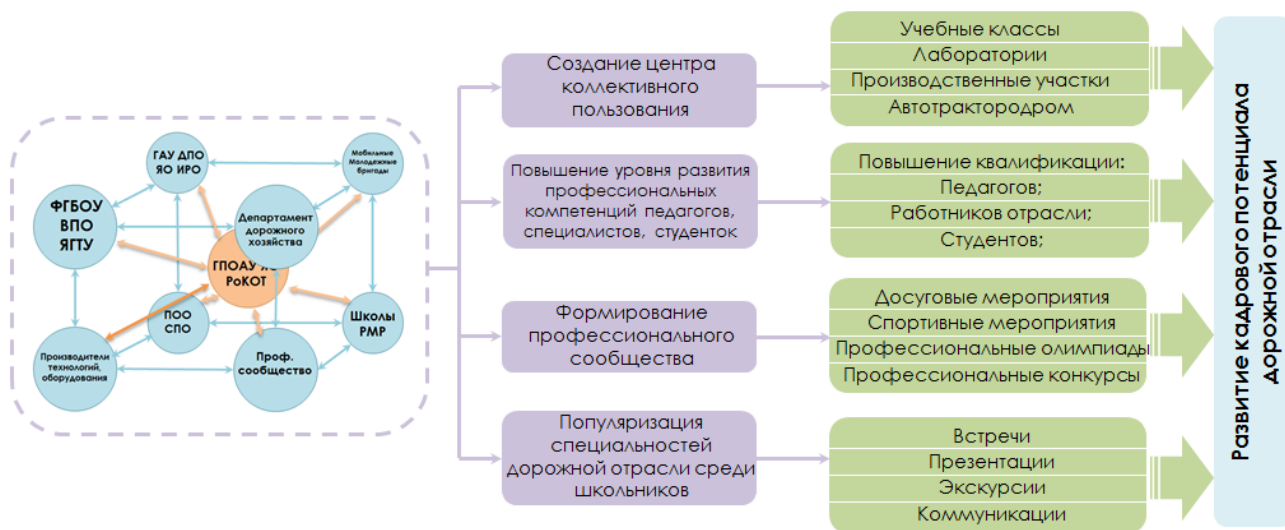 ГАУ ДПО
ЯО ИРО
Мобильные
Молодежные
бригады
ФГБОУ
ВПО
ЯГТУ
Департамент
дорожного
хозяйства
ГПОАУ
РоКОТ
ПОО
СПО
Школы
РМР
Производители
технологий,
оборудования
Проф.
сообщество
Создание центра
коллективного
пользования
Повышение уровня развития
профессиональных
компетенций педагогов,
специалистов, студенток
Формирование
профессионального
сообщества
Популяризация
специальностей
дорожной отрасли среди
школьников
Учебные классы
Лаборатории
Производственные участки
Автотрактородром
Повышение квалификации:
Педагогов;
Работников отрасли;
Студентов;
Досуговые мероприятия
Спортивные мероприятия
Профессиональные олимпиады
Профессиональные конкурсы
Встречи
Презентации
Экскурсии
Коммуникации
Развитие кадрового потенциала
дорожной отрасли